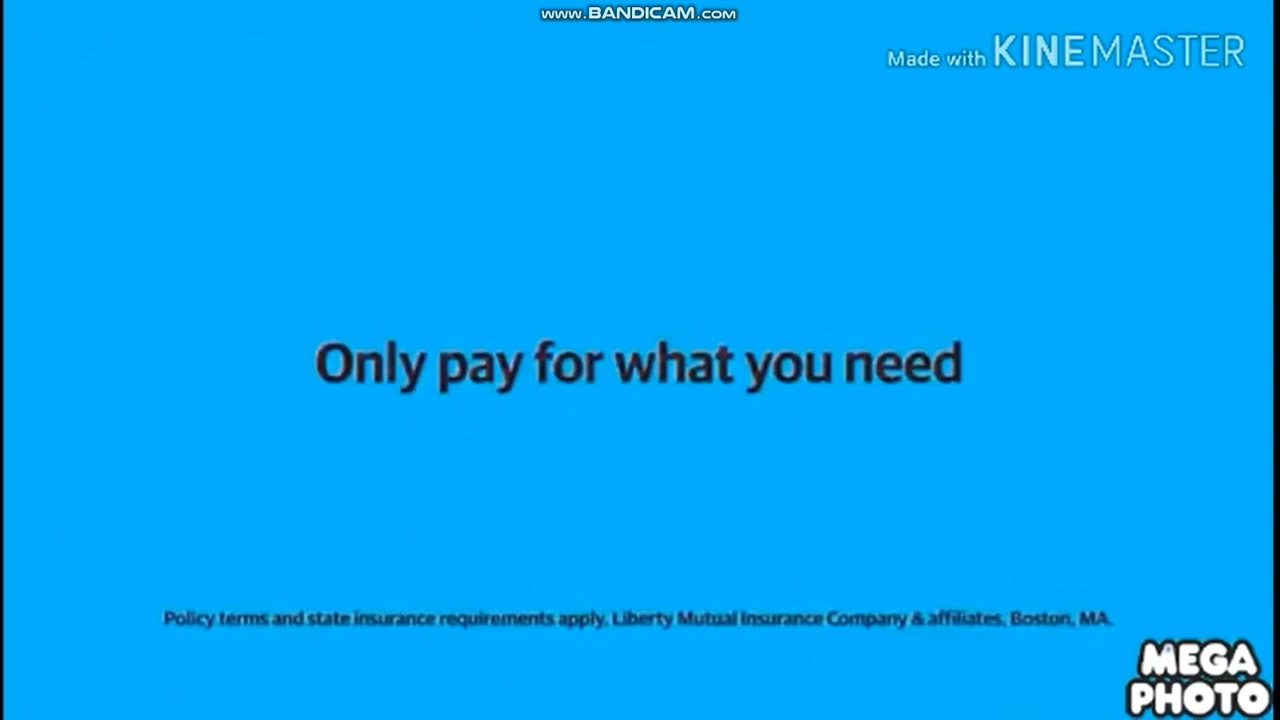 www.BANDICAM.com
Made with KINEMASTER
Only pay for what you need
Policy terms and state insurance requirements apply. Liberty Mutual Insurance Company & affiliates, Boston, MA.
MEGA
PHOTO